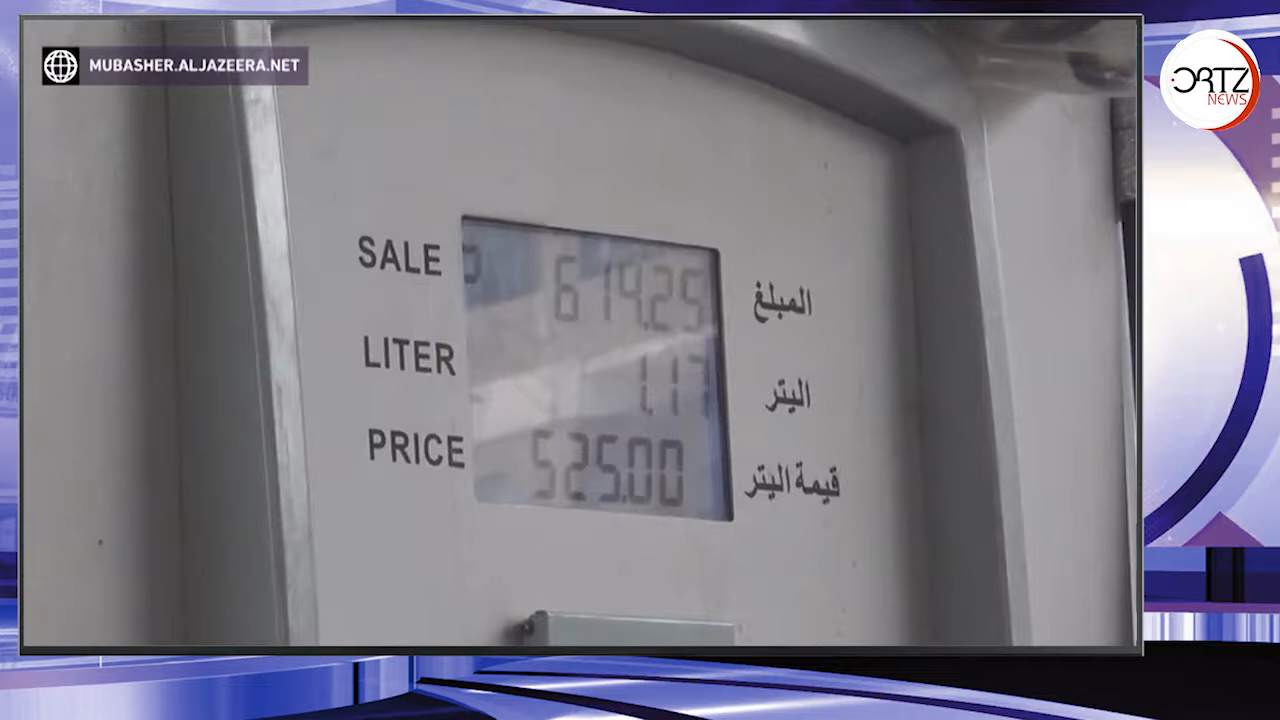 MUBASHER.ALJAZEERA.NET
ORTZ
NEWS
SALE 614.25 المبلغ
LITER 1.17 اليتر
PRICE 525.00 قيمة اليتر